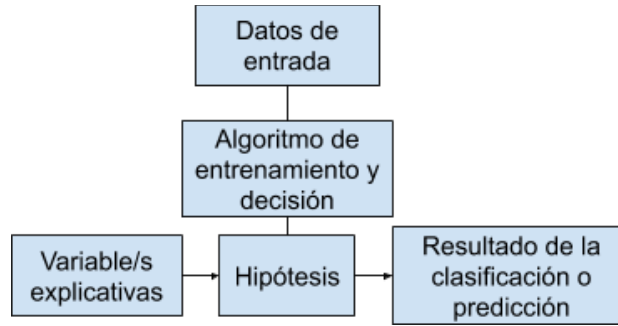 Datos de
entrada
Algoritmo de
entrenamiento y
decisión
Variable/s
explicativas
Hipótesis
Resultado de la
clasificación o
predicción